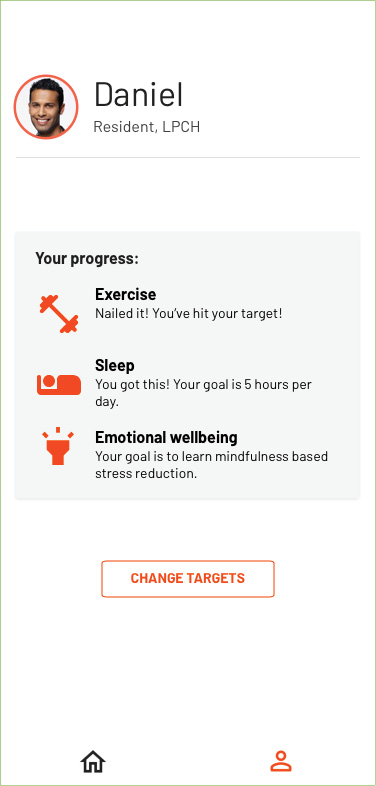 Daniel
Resident, LPCH
Your progress:
Exercise
Nailed it! You’ve hit your target!
Sleep
You got this! Your goal is 5 hours per
day.
Emotional wellbeing
Your goal is to learn mindfulness based
stress reduction.
CHANGE TARGETS